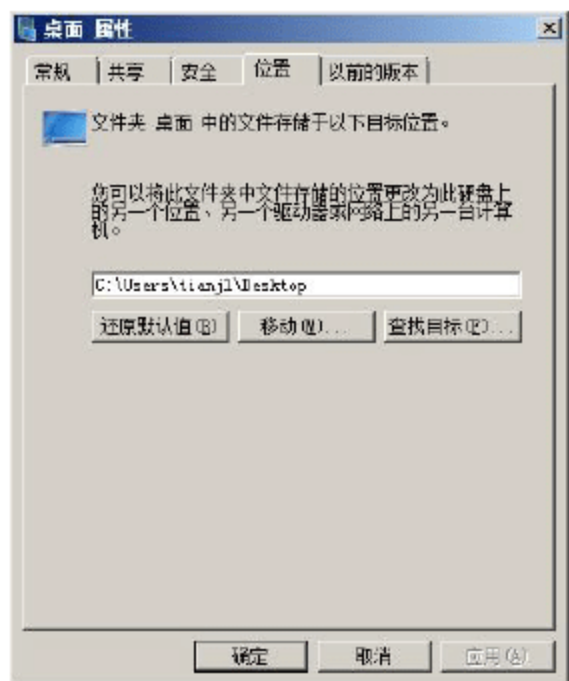 桌面 属性
常规 共享 安全 位置 以前的版本
文件夹 桌面 中的文件存储于以下目标位置。
您可以将此文件夹中文件存储的位置更改为此硬盘上
的另一个位置、另一个驱动器或网络上的另一台计算
机。
C:\Users\tianjl\Desktop
还原默认值(R) 移动(M)... 查找目标(F)...
确定 取消 应用(A)